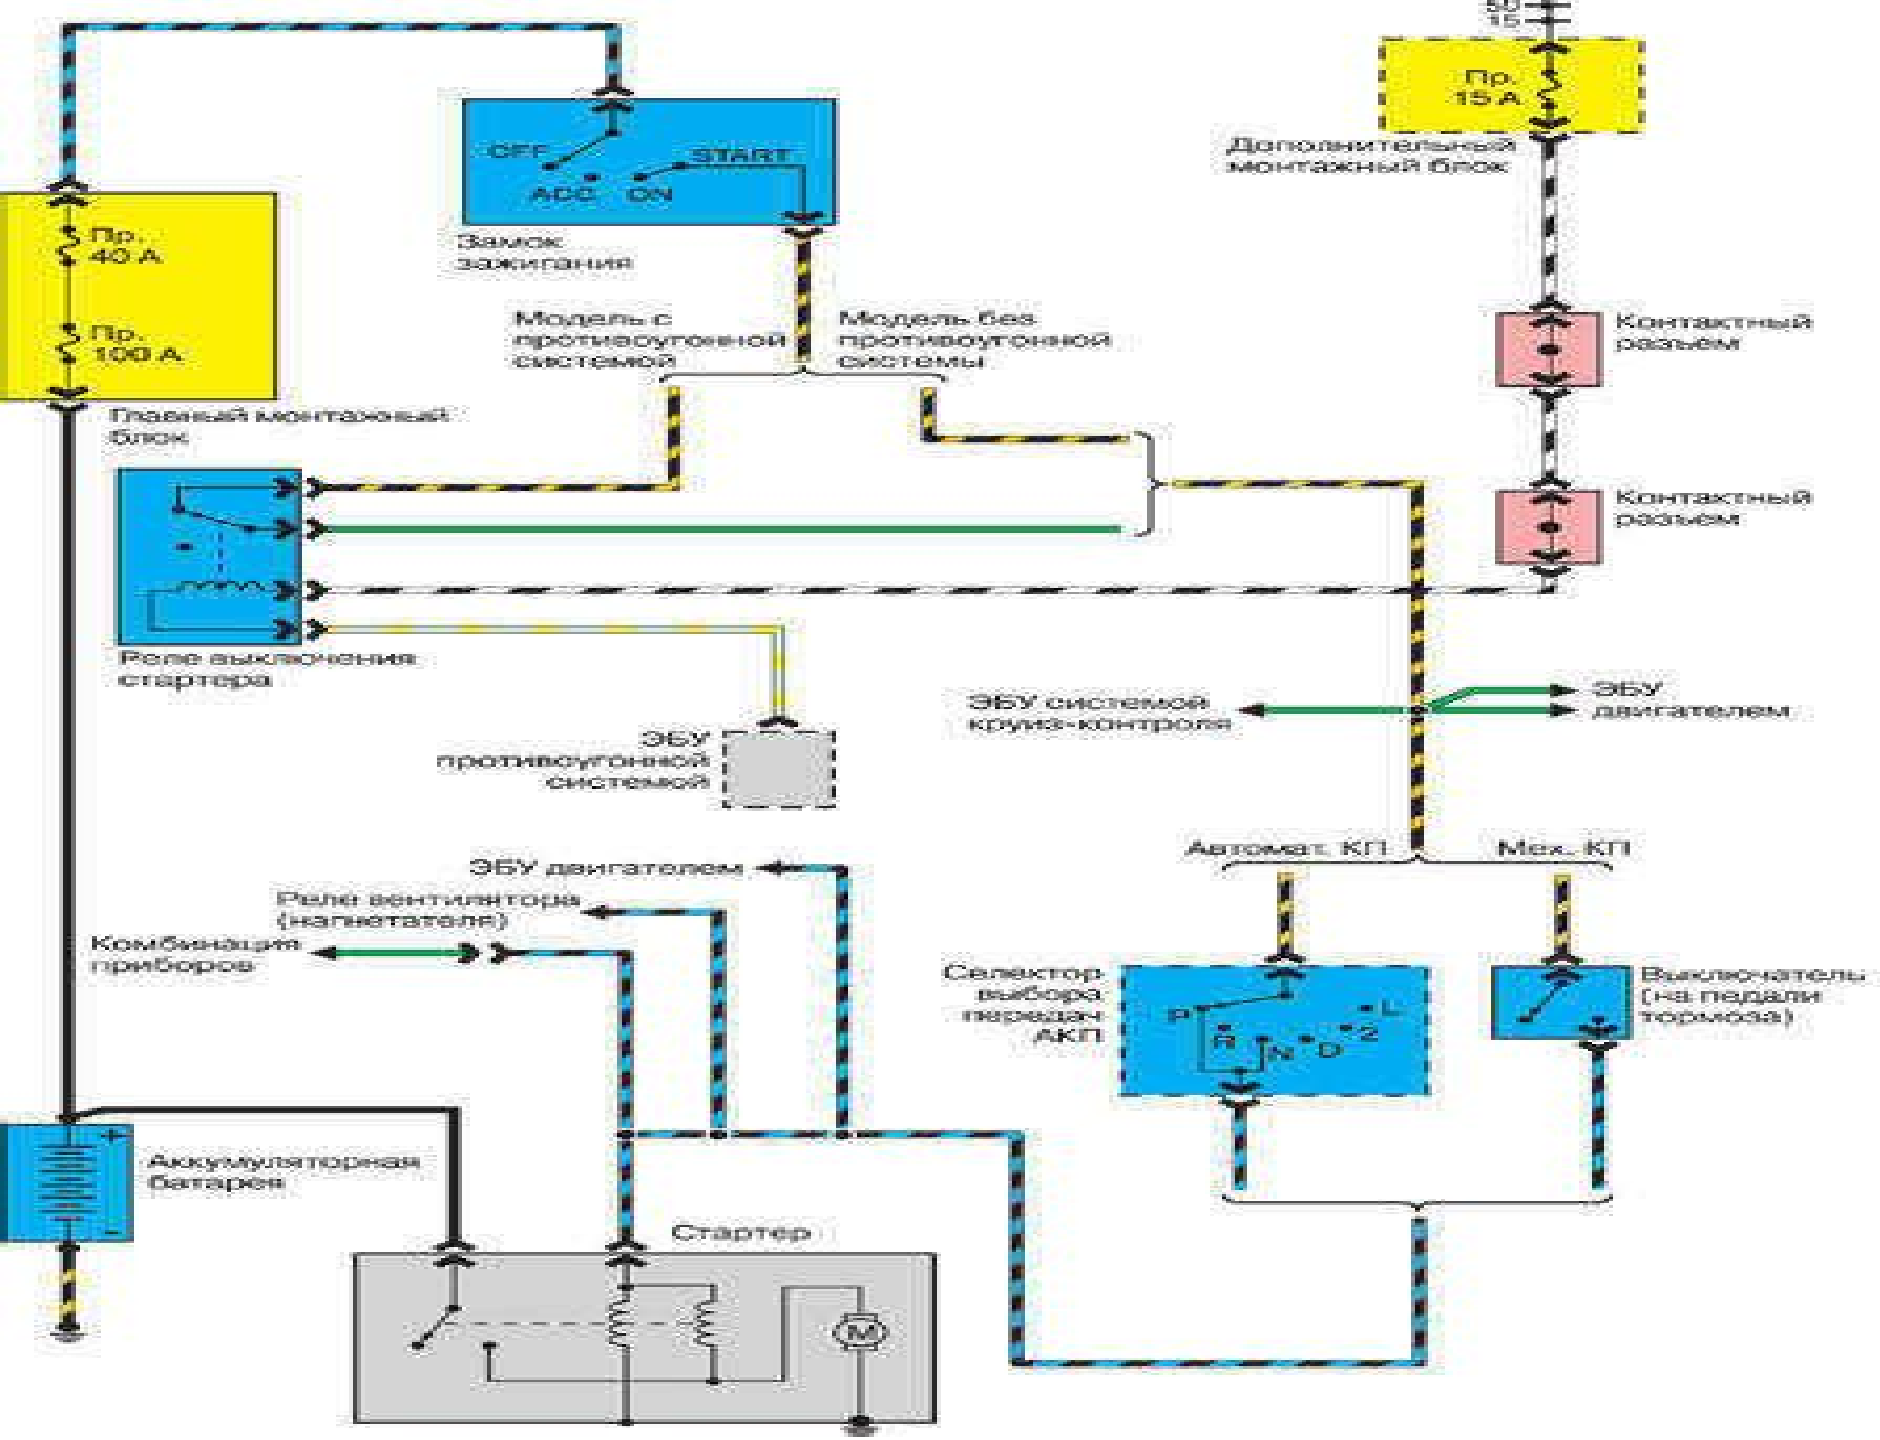 15
Пр.
15 А
Дополнительный
монтажный блок
OFF
START
ACC ON
Замок
зажигания
Пр.
40 А
Пр.
100 А
Главный монтажный
блок
Модель с
противоугонной
системой
Модель без
противоугонной
системы
Контактный
разъем
Контактный
разъем
Реле выключения
стартера
ЭБУ
противоугонной
системой
ЭБУ системой
круиз-контроля
ЭБУ
двигателем
Автомат. КП
Мех. КП
ЭБУ двигателем
Реле вентилятора
(нагнетателя)
Комбинация
приборов
Селектор
выбора
передач
АКП
P
R
N
D
2
L
Выключатель
(на педали
тормоза)
+
Аккумуляторная
батарея
-
Стартер
M